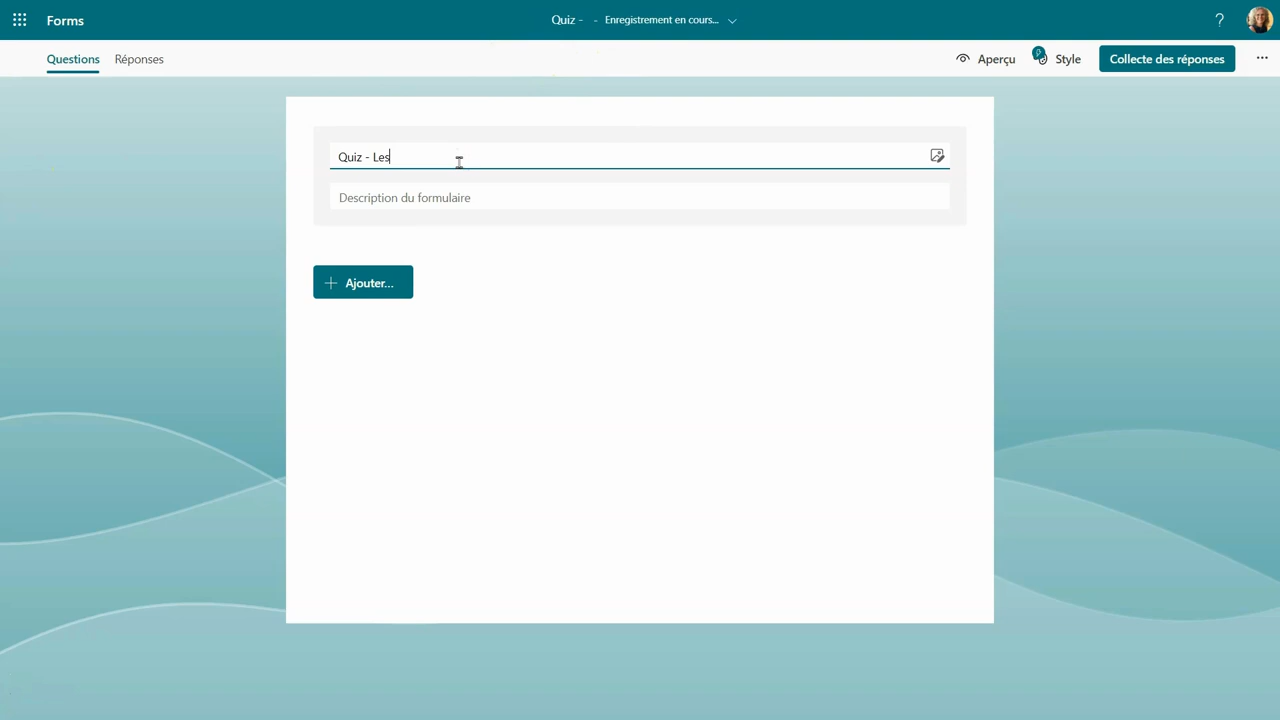 Forms
Quiz - - Enregistrement en cours...
?
Questions
Réponses
Aperçu
Style
Collecte des réponses
...
Quiz - Les
Description du formulaire
+ Ajouter...